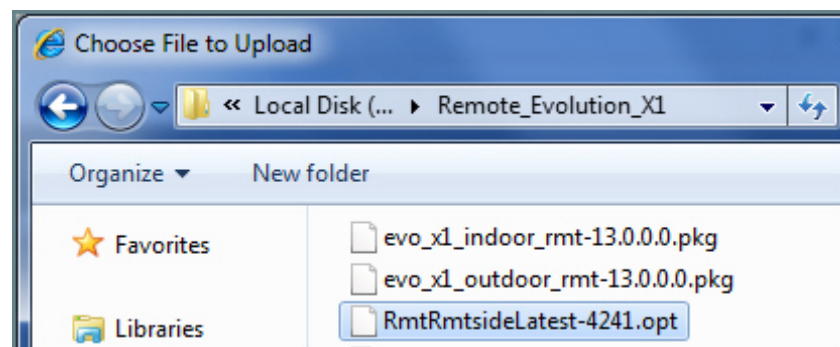 Choose File to Upload
« Local Disk (... ▸ Remote_Evolution_X1
Organize ▾ New folder
Favorites
evo_x1_indoor_rmt-13.0.0.0.pkg
evo_x1_outdoor_rmt-13.0.0.0.pkg
Libraries
RmtRmtsideLatest-4241.opt